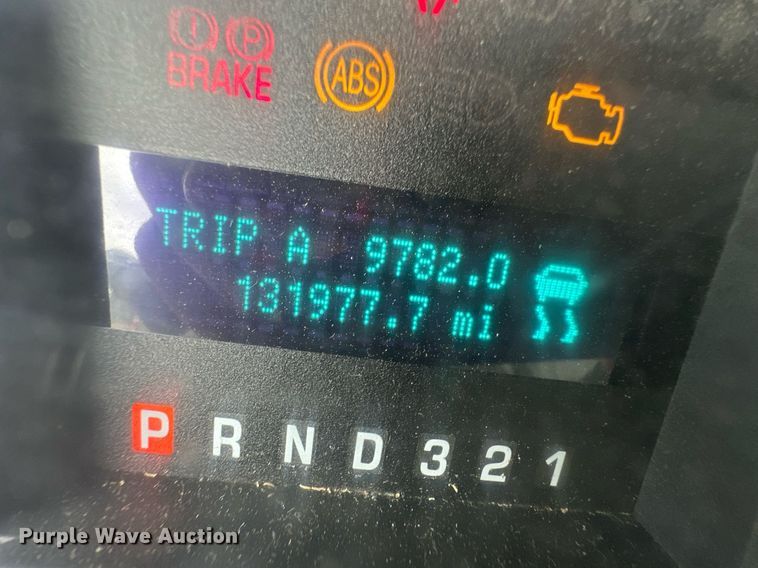 BRAKE
ABS
TRIP A 9782.0
131977.7 mi
P R N D 3 2 1
Purple Wave Auction